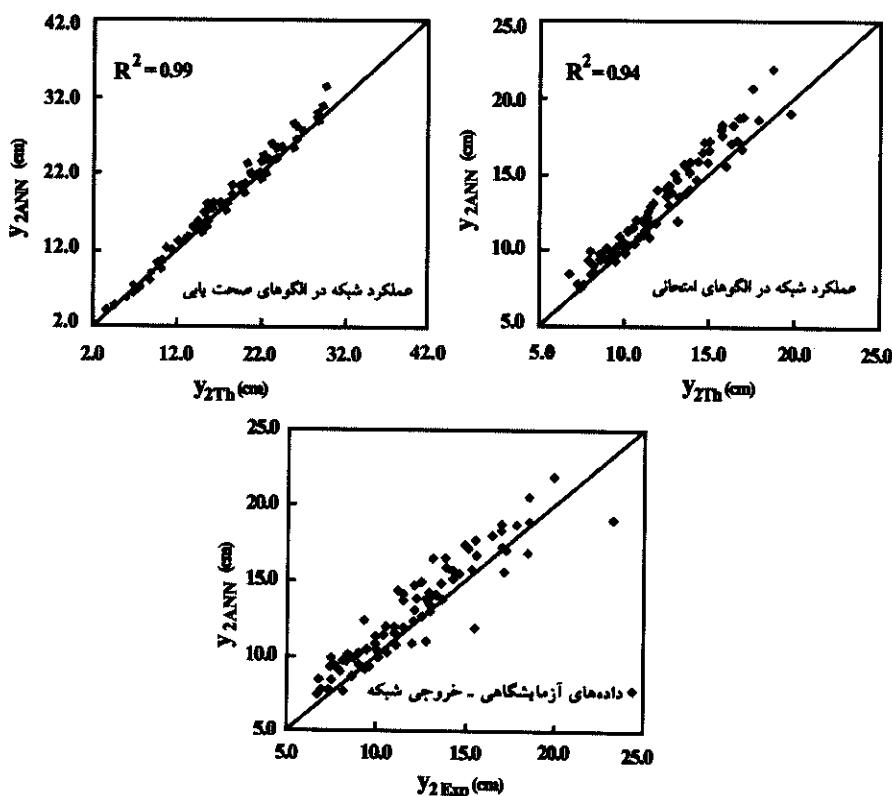 42.0
32.0
22.0
12.0
2.0
y2ANN (cm)
R² = 0.99
عملکرد شبکه در الگوهای صحت یابی
2.0 12.0 22.0 32.0 42.0
y2Th (cm)
25.0
20.0
15.0
10.0
5.0
y2ANN (cm)
R² = 0.94
عملکرد شبکه در الگوهای امتحانی
5.0 10.0 15.0 20.0 25.0
y2Th (cm)
25.0
20.0
15.0
10.0
5.0
y2ANN (cm)
داده‌های آزمایشگاهی - خروجی شبکه
5.0 10.0 15.0 20.0 25.0
y2 Exp (cm)